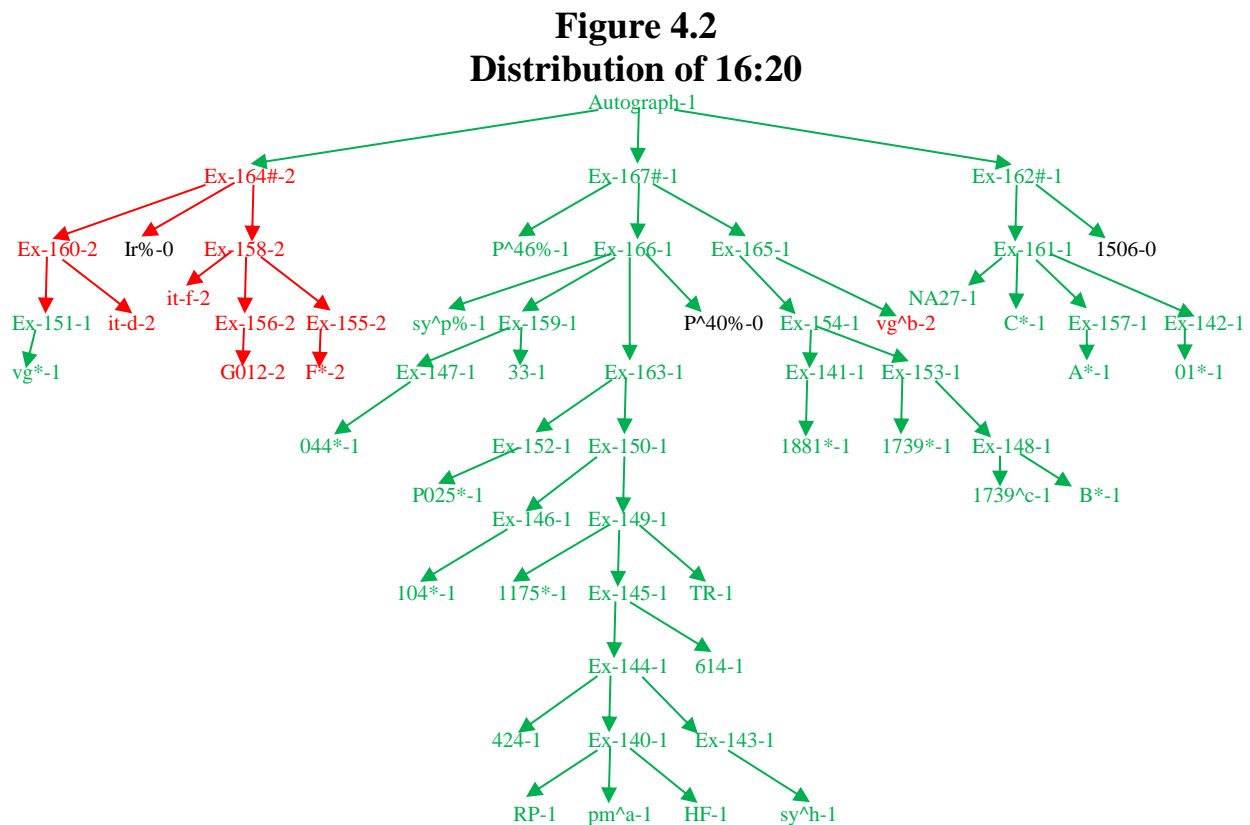 Figure 4.2
Distribution of 16:20
Autograph-1
Ex-164#-2 Ex-167#-1 Ex-162#-1
Ex-160-2 Ir%-0 Ex-158-2 P^46%-1 Ex-166-1 Ex-165-1 Ex-161-1 1506-0
it-f-2 NA27-1
Ex-151-1 it-d-2 Ex-156-2 Ex-155-2 sy^p%-1 Ex-159-1 P^40%-0 Ex-154-1 vg^b-2 C*-1 Ex-157-1 Ex-142-1
vg*-1 G012-2 F*-2 Ex-147-1 33-1 Ex-163-1 Ex-141-1 Ex-153-1 A*-1 01*-1
044*-1 Ex-152-1 Ex-150-1 1881*-1 1739*-1 Ex-148-1
P025*-1 1739^c-1 B*-1
Ex-146-1 Ex-149-1
104*-1 1175*-1 Ex-145-1 TR-1
Ex-144-1 614-1
424-1 Ex-140-1 Ex-143-1
RP-1 pm^a-1 HF-1 sy^h-1